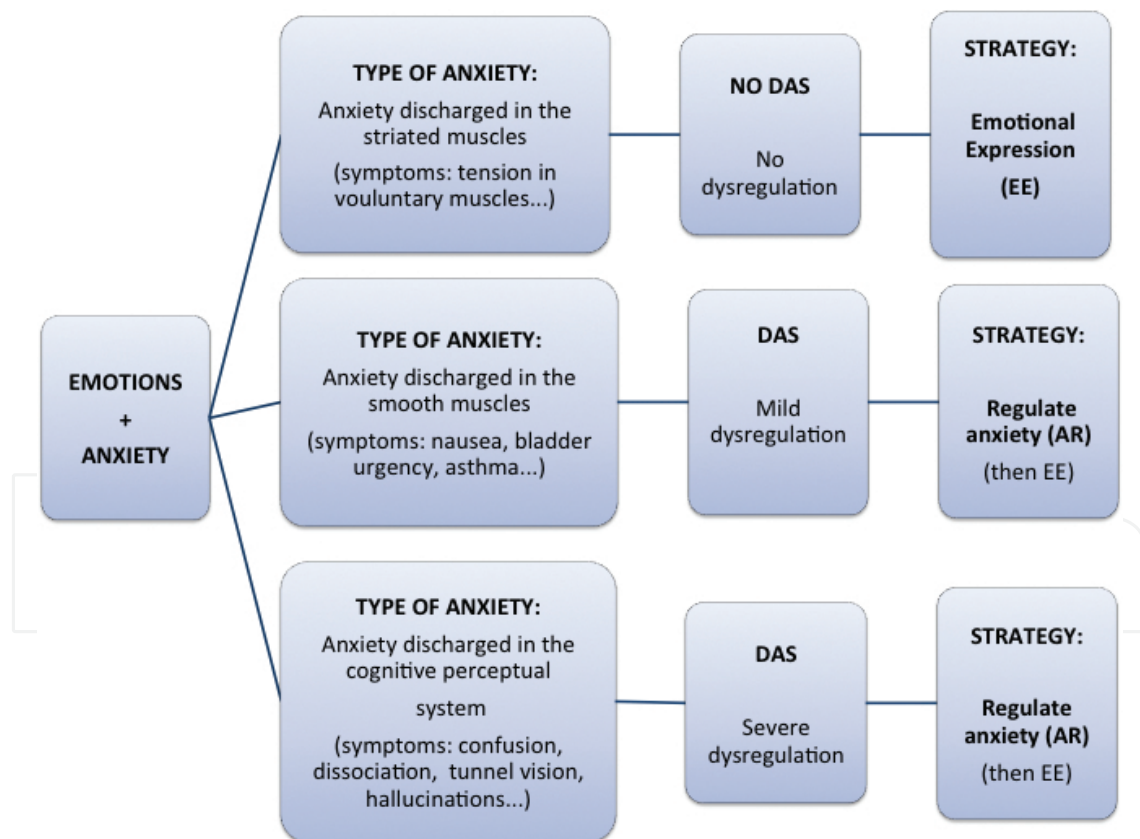 EMOTIONS
+
ANXIETY
TYPE OF ANXIETY:
Anxiety discharged in the
striated muscles
(symptoms: tension in
vouluntary muscles...)
NO DAS
No
dysregulation
STRATEGY:
Emotional
Expression
(EE)
TYPE OF ANXIETY:
Anxiety discharged in the
smooth muscles
(symptoms: nausea, bladder
urgency, asthma...)
DAS
Mild
dysregulation
STRATEGY:
Regulate
anxiety (AR)
(then EE)
TYPE OF ANXIETY:
Anxiety discharged in the
cognitive perceptual
system
(symptoms: confusion,
dissociation, tunnel vision,
hallucinations...)
DAS
Severe
dysregulation
STRATEGY:
Regulate
anxiety (AR)
(then EE)